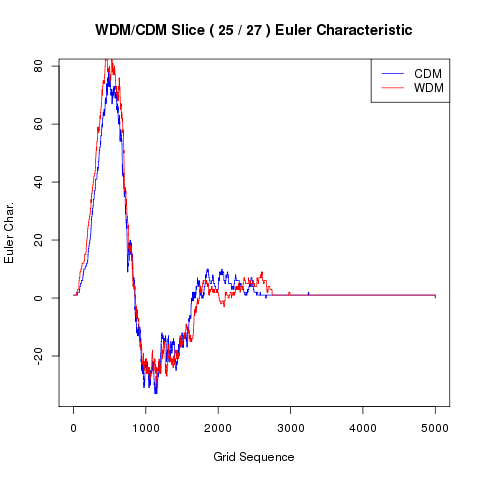 WDM/CDM Slice ( 25 / 27 ) Euler Characteristic
CDM
WDM
Euler Char.
80
60
40
20
0
-20
0 1000 2000 3000 4000 5000
Grid Sequence